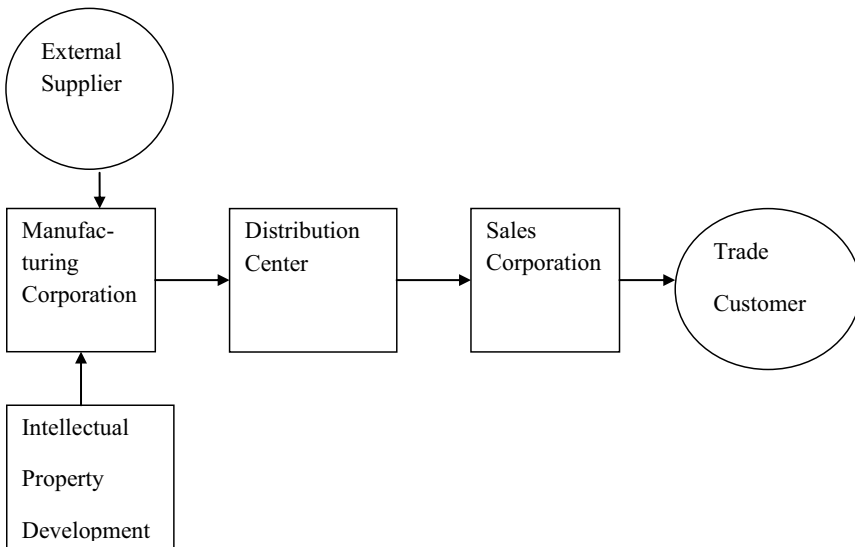 External
Supplier
Manufac-
turing
Corporation
Distribution
Center
Sales
Corporation
Trade
Customer
Intellectual
Property
Development